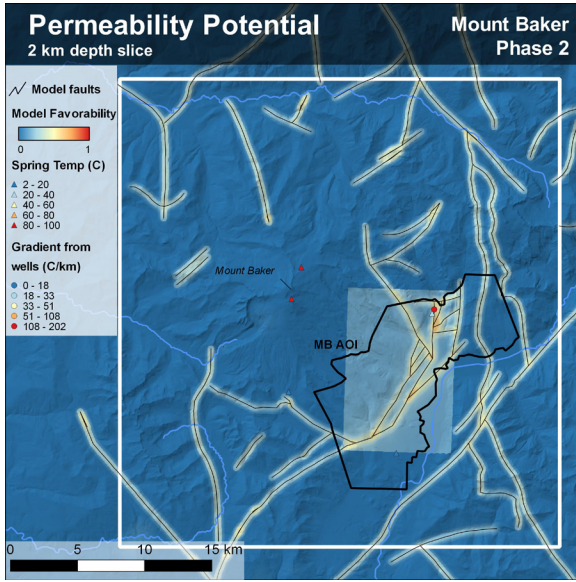 Permeability Potential
2 km depth slice
Mount Baker
Phase 2
Model faults
Model Favorability
0 1
Spring Temp (C)
2 - 20
20 - 40
40 - 60
60 - 80
80 - 100
Gradient from
wells (C/km)
0 - 18
18 - 33
33 - 51
51 - 108
108 - 202
Mount Baker
MB AOI
0 5 10 15 km